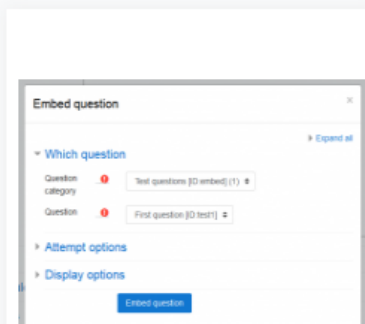 Embed question
×
Expand all
Which question
Question category
Test questions [ID:embed] (1)
Question
First question [ID:test1]
Attempt options
Display options
Embed question